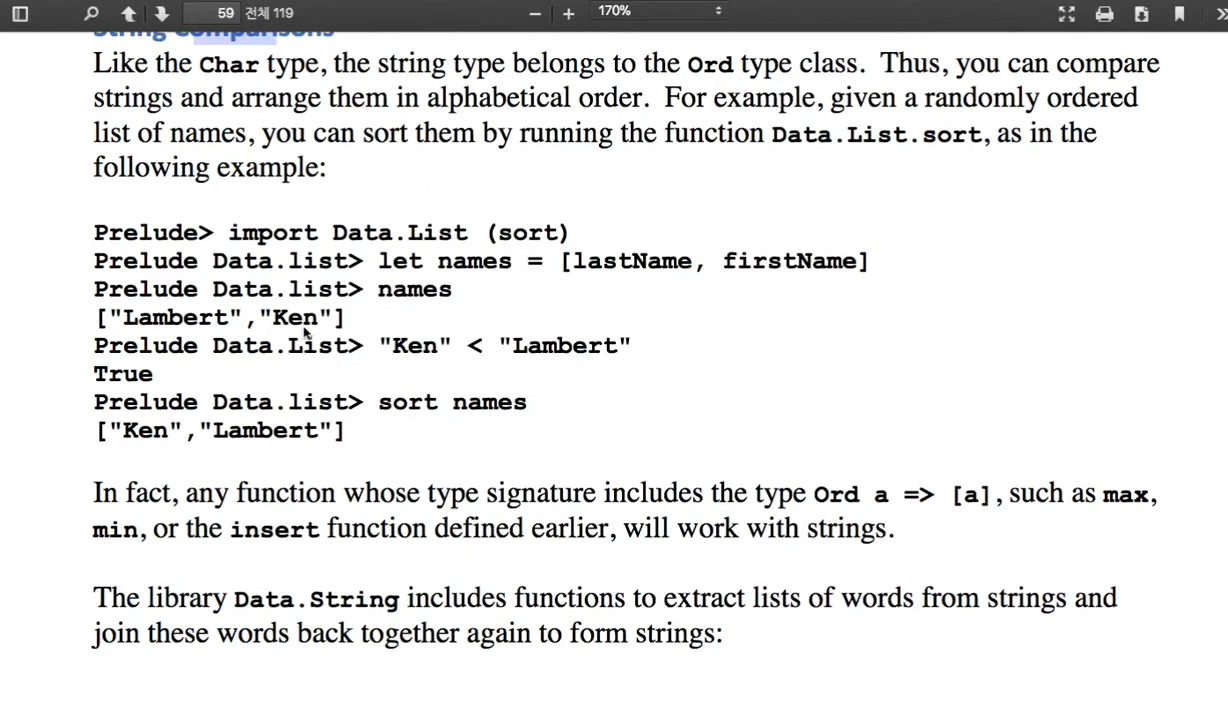 59 전체 119
170%
String Comparisons
Like the Char type, the string type belongs to the Ord type class. Thus, you can compare
strings and arrange them in alphabetical order. For example, given a randomly ordered
list of names, you can sort them by running the function Data.List.sort, as in the
following example:
Prelude> import Data.List (sort)
Prelude Data.list> let names = [lastName, firstName]
Prelude Data.list> names
["Lambert","Ken"]
Prelude Data.List> "Ken" < "Lambert"
True
Prelude Data.list> sort names
["Ken","Lambert"]
In fact, any function whose type signature includes the type Ord a => [a], such as max,
min, or the insert function defined earlier, will work with strings.
The library Data.String includes functions to extract lists of words from strings and
join these words back together again to form strings: